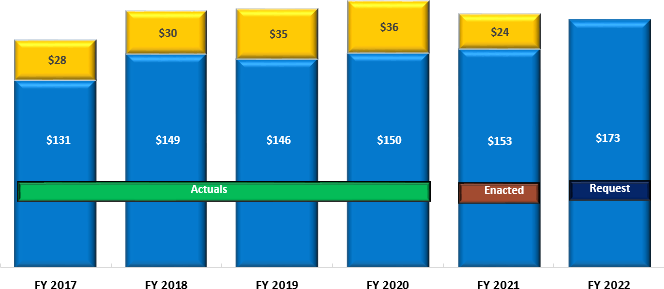 $28 $30 $35 $36 $24
$131 $149 $146 $150 $153 $173
Actuals Enacted Request
FY 2017 FY 2018 FY 2019 FY 2020 FY 2021 FY 2022